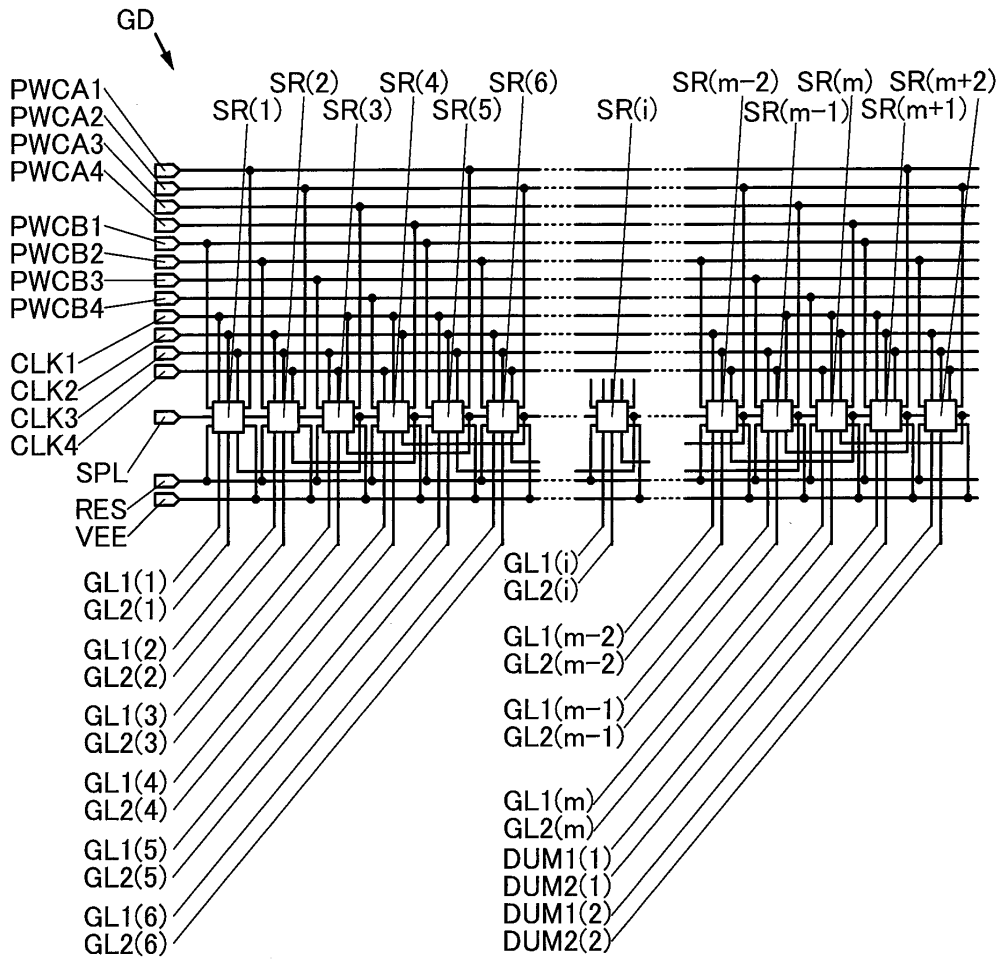 GD
PWCA1
PWCA2
PWCA3
PWCA4
PWCB1
PWCB2
PWCB3
PWCB4
CLK1
CLK2
CLK3
CLK4
SPL
RES
VEE
SR(1)
SR(2)
SR(3)
SR(4)
SR(5)
SR(6)
SR(i)
SR(m-2)
SR(m-1)
SR(m)
SR(m+1)
SR(m+2)
GL1(1)
GL2(1)
GL1(2)
GL2(2)
GL1(3)
GL2(3)
GL1(4)
GL2(4)
GL1(5)
GL2(5)
GL1(6)
GL2(6)
GL1(i)
GL2(i)
GL1(m-2)
GL2(m-2)
GL1(m-1)
GL2(m-1)
GL1(m)
GL2(m)
DUM1(1)
DUM2(1)
DUM1(2)
DUM2(2)